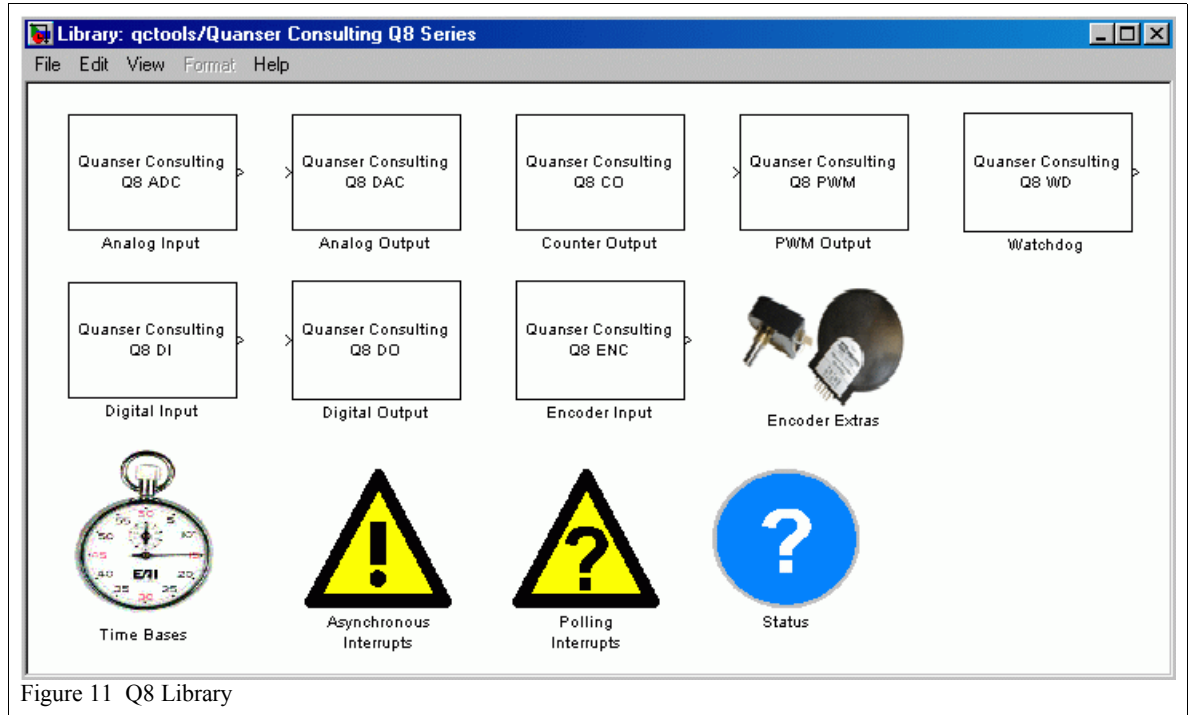 Library: qctools/Quanser Consulting Q8 Series
File Edit View Format Help
Quanser Consulting
Q8 ADC
Analog Input
Quanser Consulting
Q8 DAC
Analog Output
Quanser Consulting
Q8 CO
Counter Output
Quanser Consulting
Q8 PWM
PWM Output
Quanser Consulting
Q8 WD
Watchdog
Quanser Consulting
Q8 DI
Digital Input
Quanser Consulting
Q8 DO
Digital Output
Quanser Consulting
Q8 ENC
Encoder Input
Encoder Extras
Time Bases
!
Asynchronous
Interrupts
?
Polling
Interrupts
?
Status
Figure 11 Q8 Library